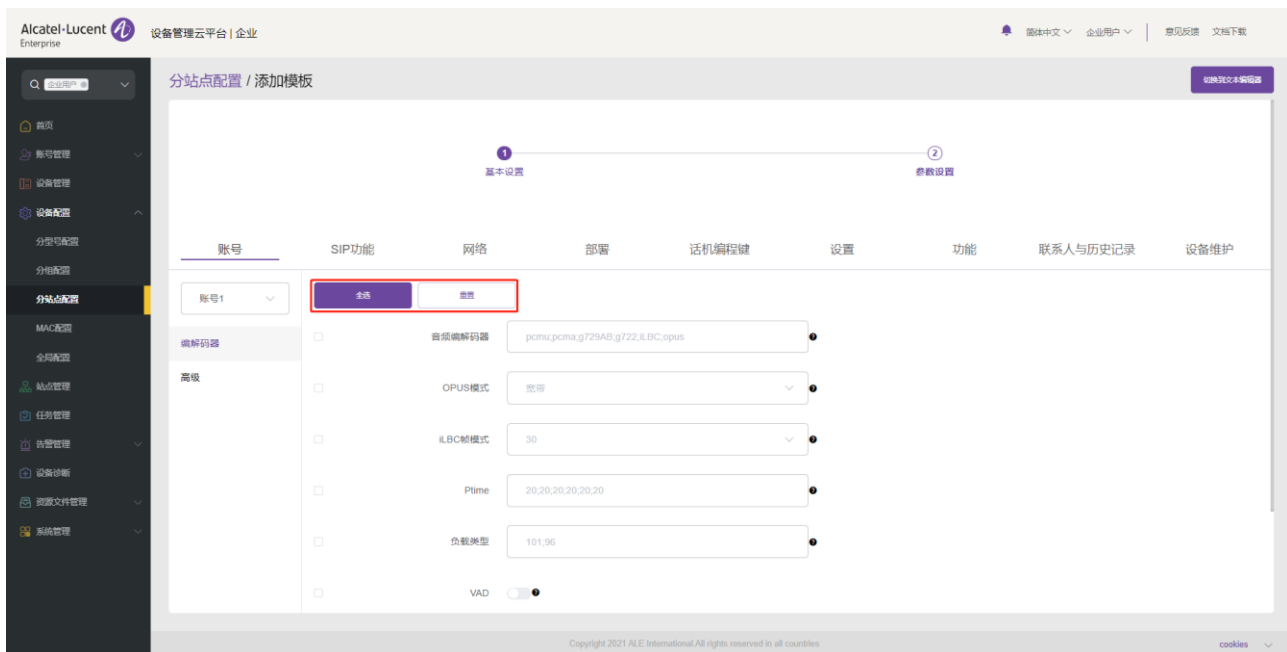 Alcatel·Lucent
Enterprise
设备管理云平台 | 企业
简体中文
企业用户
意见反馈
文档下载
企业用户
分站点配置 / 添加模板
切换到文本编辑器
首页
账号管理
设备管理
设备配置
分型号配置
分组配置
分站点配置
MAC配置
全局配置
站点管理
任务管理
告警管理
设备诊断
资源文件管理
系统管理
1
基本设置
2
参数设置
账号
SIP功能
网络
部署
话机编程键
设置
功能
联系人与历史记录
设备维护
账号1
全选
重置
编解码器
高级
音频编解码器
pcmu;pcma;g729AB;g722;iLBC;opus
OPUS模式
宽带
iLBC帧模式
30
Ptime
20;20;20;20;20;20
负载类型
101;96
VAD
Copyright 2021 ALE International.All rights reserved in all countries
cookies